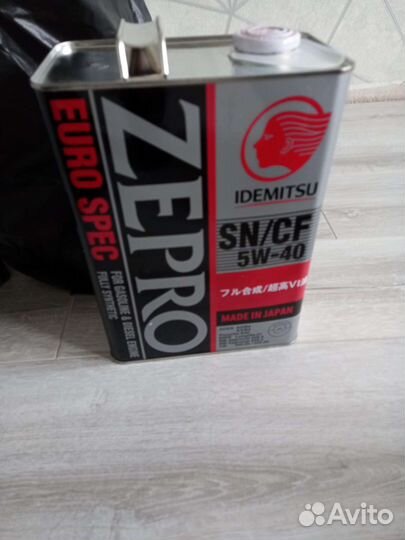 ZEPRO
EURO SPEC
FOR GASOLINE & DIESEL ENGINE
FULLY SYNTHETIC
IDEMITSU
SN/CF
5W-40
フル合成/超高VI
MADE IN JAPAN
Avito